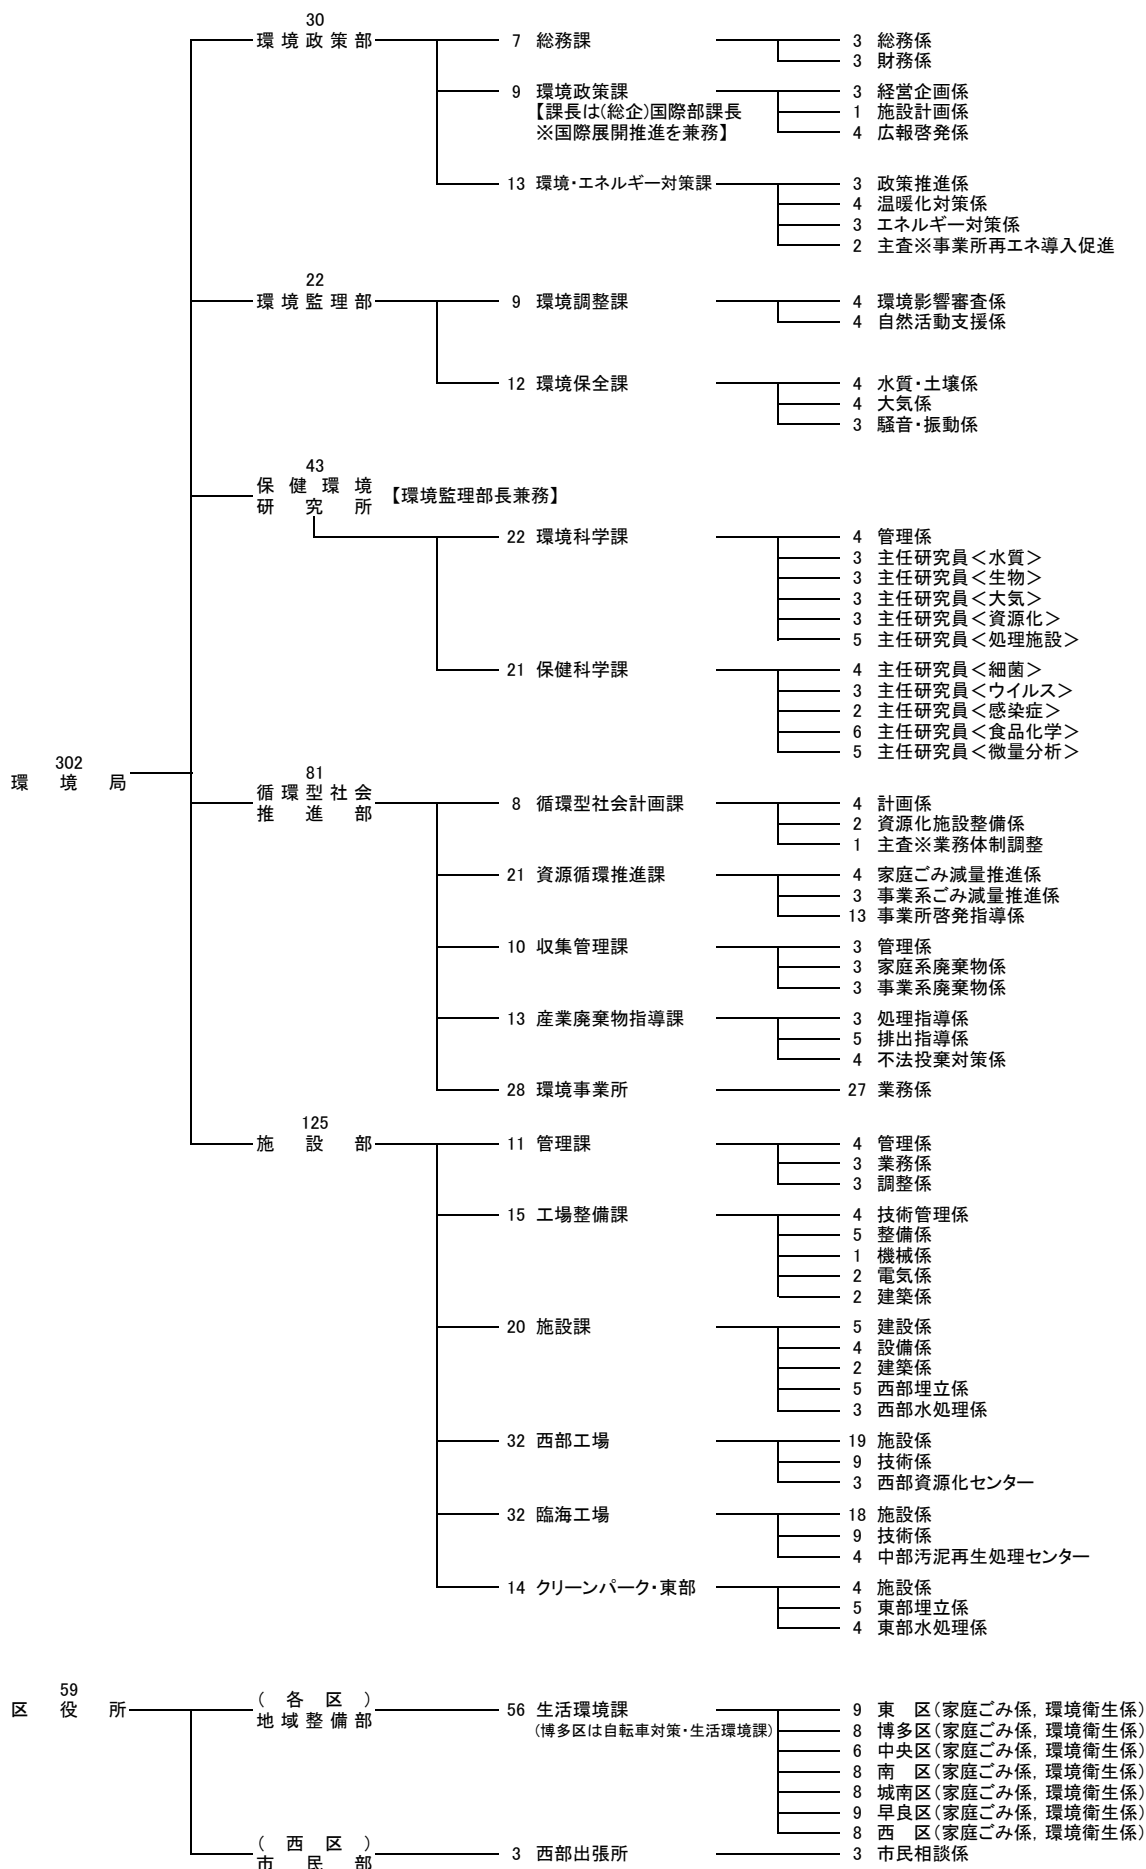 302
環境局
30
環境政策部
7 総務課
3 総務係
3 財務係
9 環境政策課
【課長は(総企)国際部課長
※国際展開推進を兼務】
3 経営企画係
1 施設計画係
4 広報啓発係
13 環境・エネルギー対策課
3 政策推進係
4 温暖化対策係
3 エネルギー対策係
2 主査※事業所再エネ導入促進
22
環境監理部
9 環境調整課
4 環境影響審査係
4 自然活動支援係
12 環境保全課
4 水質・土壌係
4 大気係
3 騒音・振動係
43
保健環境
研究所
【環境監理部長兼務】
22 環境科学課
4 管理係
3 主任研究員＜水質＞
3 主任研究員＜生物＞
3 主任研究員＜大気＞
3 主任研究員＜資源化＞
5 主任研究員＜処理施設＞
21 保健科学課
4 主任研究員＜細菌＞
3 主任研究員＜ウイルス＞
2 主任研究員＜感染症＞
6 主任研究員＜食品化学＞
5 主任研究員＜微量分析＞
81
循環型社会
推進部
8 循環型社会計画課
4 計画係
2 資源化施設整備係
1 主査※業務体制調整
21 資源循環推進課
4 家庭ごみ減量推進係
3 事業系ごみ減量推進係
13 事業所啓発指導係
10 収集管理課
3 管理係
3 家庭系廃棄物係
3 事業系廃棄物係
13 産業廃棄物指導課
3 処理指導係
5 排出指導係
4 不法投棄対策係
28 環境事業所
27 業務係
125
施設部
11 管理課
4 管理係
3 業務係
3 調整係
15 工場整備課
4 技術管理係
5 整備係
1 機械係
2 電気係
2 建築係
20 施設課
5 建設係
4 設備係
2 建築係
5 西部埋立係
3 西部水処理係
32 西部工場
19 施設係
9 技術係
3 西部資源化センター
32 臨海工場
18 施設係
9 技術係
4 中部汚泥再生処理センター
14 クリーンパーク・東部
4 施設係
5 東部埋立係
4 東部水処理係
59
区役所
（各区）
地域整備部
56 生活環境課
(博多区は自転車対策・生活環境課)
9 東　区(家庭ごみ係, 環境衛生係)
8 博多区(家庭ごみ係, 環境衛生係)
6 中央区(家庭ごみ係, 環境衛生係)
8 南　区(家庭ごみ係, 環境衛生係)
8 城南区(家庭ごみ係, 環境衛生係)
9 早良区(家庭ごみ係, 環境衛生係)
8 西　区(家庭ごみ係, 環境衛生係)
（西区）
市民部
3 西部出張所
3 市民相談係